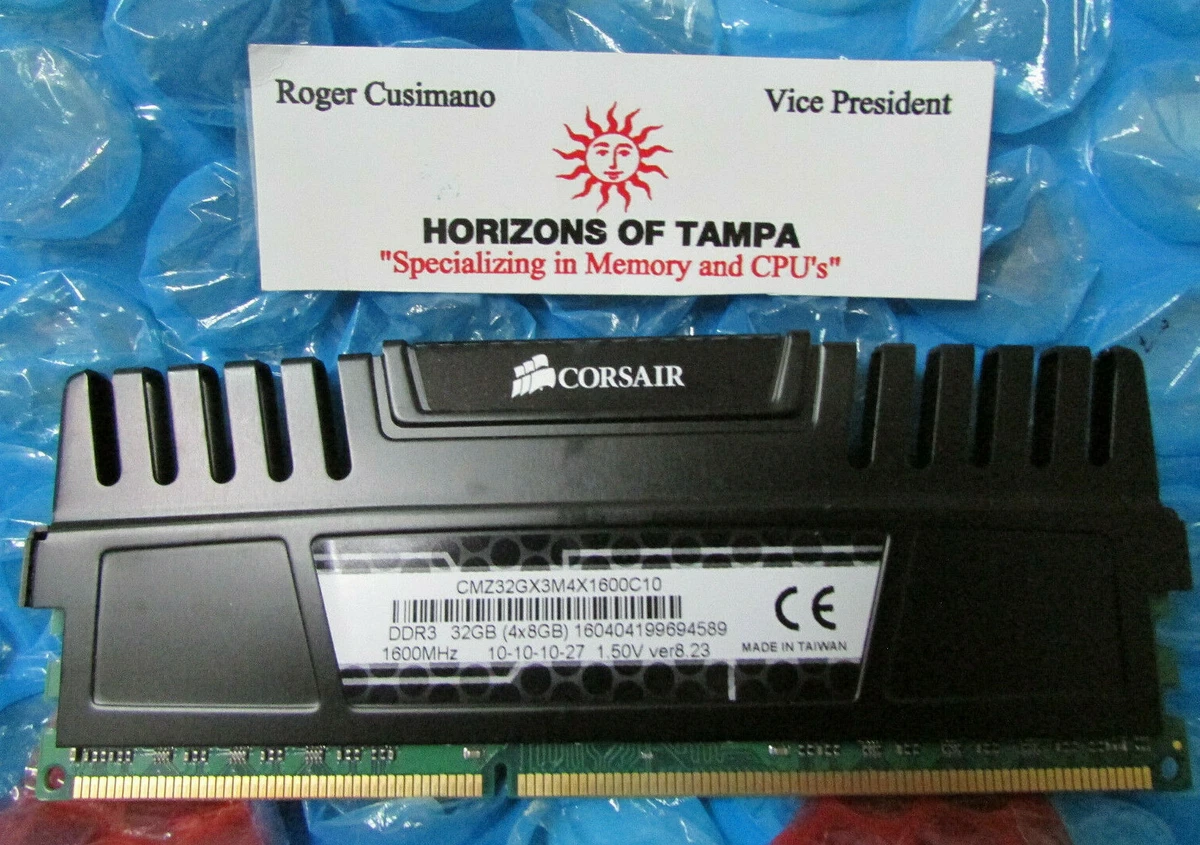 Roger Cusimano Vice President
HORIZONS OF TAMPA
"Specializing in Memory and CPU's"
CORSAIR
CMZ32GX3M4X1600C10
DDR3 32GB (4x8GB) 160404199694589
1600MHz 10-10-10-27 1.50V ver8.23
CE
MADE IN TAIWAN